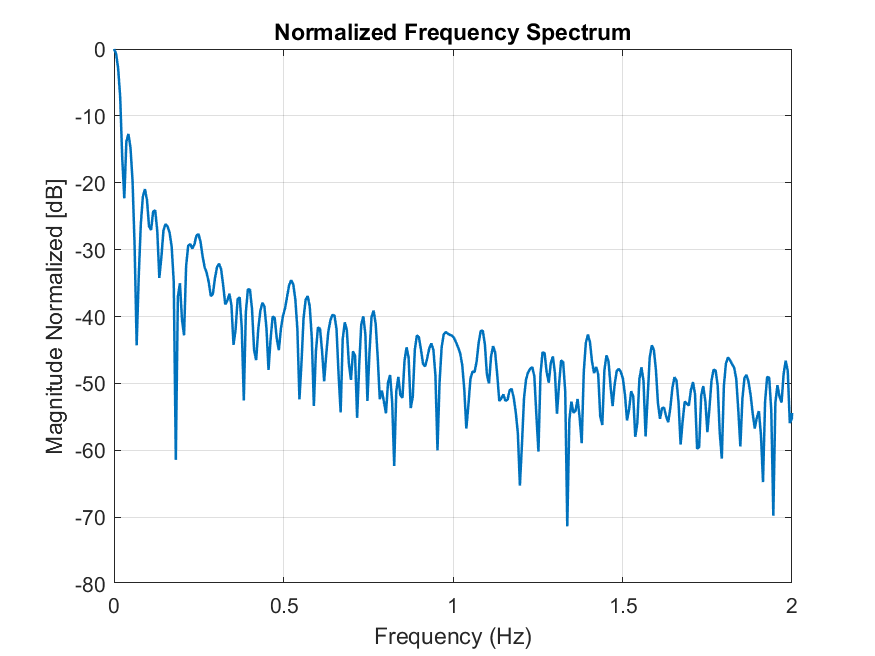 Normalized Frequency Spectrum
0
-10
-20
-30
-40
-50
-60
-70
-80
Magnitude Normalized [dB]
0 0.5 1 1.5 2
Frequency (Hz)